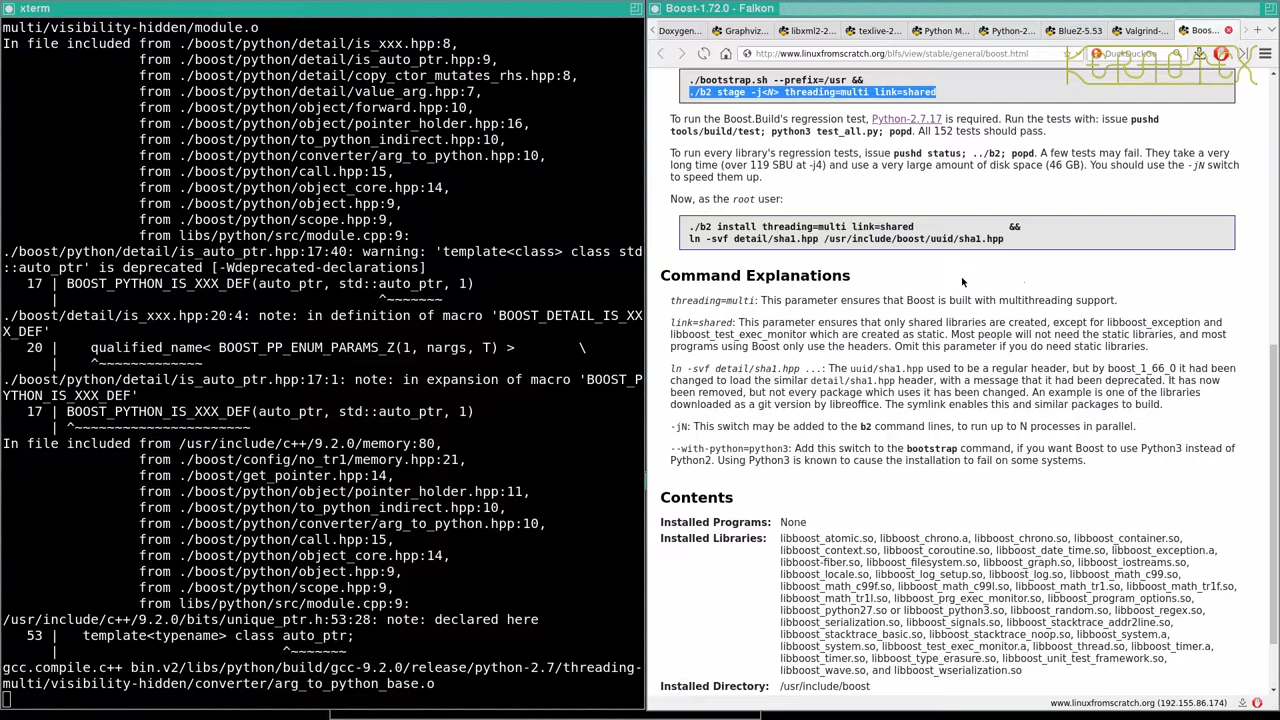 xterm
multi/visibility-hidden/module.o
In file included from ./boost/python/detail/is_xxx.hpp:8,
from ./boost/python/detail/is_auto_ptr.hpp:9,
from ./boost/python/detail/copy_ctor_mutates_rhs.hpp:8,
from ./boost/python/detail/value_arg.hpp:7,
from ./boost/python/object/forward.hpp:10,
from ./boost/python/object/pointer_holder.hpp:16,
from ./boost/python/to_python_indirect.hpp:10,
from ./boost/python/converter/arg_to_python.hpp:10,
from ./boost/python/call.hpp:15,
from ./boost/python/object_core.hpp:14,
from ./boost/python/object.hpp:9,
from ./boost/python/scope.hpp:9,
from libs/python/src/module.cpp:9:
./boost/python/detail/is_auto_ptr.hpp:17:40: warning: 'template<class> class std
::auto_ptr' is deprecated [-Wdeprecated-declarations]
17 | BOOST_PYTHON_IS_XXX_DEF(auto_ptr, std::auto_ptr, 1)
| ^~~~~~~~
./boost/detail/is_xxx.hpp:20:4: note: in definition of macro 'BOOST_DETAIL_IS_XX
X_DEF'
20 | qualified_name< BOOST_PP_ENUM_PARAMS_Z(1, nargs, T) > \
| ^~~~~~~~~~~~~~
./boost/python/detail/is_auto_ptr.hpp:17:1: note: in expansion of macro 'BOOST_P
YTHON_IS_XXX_DEF'
17 | BOOST_PYTHON_IS_XXX_DEF(auto_ptr, std::auto_ptr, 1)
| ^~~~~~~~~~~~~~~~~~~~~~~
In file included from /usr/include/c++/9.2.0/memory:80,
from ./boost/config/no_tr1/memory.hpp:21,
from ./boost/get_pointer.hpp:14,
from ./boost/python/object/pointer_holder.hpp:11,
from ./boost/python/to_python_indirect.hpp:10,
from ./boost/python/converter/arg_to_python.hpp:10,
from ./boost/python/call.hpp:15,
from ./boost/python/object_core.hpp:14,
from ./boost/python/object.hpp:9,
from ./boost/python/scope.hpp:9,
from libs/python/src/module.cpp:9:
/usr/include/c++/9.2.0/bits/unique_ptr.h:53:28: note: declared here
53 | template<typename> class auto_ptr;
| ^~~~~~~~
gcc.compile.c++ bin.v2/libs/python/build/gcc-9.2.0/release/python-2.7/threading-
multi/visibility-hidden/converter/arg_to_python_base.o
Boost-1.72.0 - Falkon
Doxygen... Graphviz... libxml2-2... texlive-2... Python M... Python-2... BlueZ-5.53 Valgrind-... Boos...
http://www.linuxfromscratch.org/blfs/view/stable/general/boost.html DuckDuckGo
KERNOTEX
./bootstrap.sh --prefix=/usr &&
./b2 stage -j<N> threading=multi link=shared
To run the Boost.Build's regression test, Python-2.7.17 is required. Run the tests with: issue pushd
tools/build/test; python3 test_all.py; popd. All 152 tests should pass.
To run every library's regression tests, issue pushd status; ../b2; popd. A few tests may fail. They take a very
long time (over 119 SBU at -j4) and use a very large amount of disk space (46 GB). You should use the -jN switch
to speed them up.
Now, as the root user:
./b2 install threading=multi link=shared &&
ln -svf detail/sha1.hpp /usr/include/boost/uuid/sha1.hpp
Command Explanations
threading=multi: This parameter ensures that Boost is built with multithreading support.
link=shared: This parameter ensures that only shared libraries are created, except for libboost_exception and
libboost_test_exec_monitor which are created as static. Most people will not need the static libraries, and most
programs using Boost only use the headers. Omit this parameter if you do need static libraries.
ln -svf detail/sha1.hpp ...: The uuid/sha1.hpp used to be a regular header, but by boost_1_66_0 it had been
changed to load the similar detail/sha1.hpp header, with a message that it had been deprecated. It has now
been removed, but not every package which uses it has been changed. An example is one of the libraries
downloaded as a git version by libreoffice. The symlink enables this and similar packages to build.
-jN: This switch may be added to the b2 command lines, to run up to N processes in parallel.
--with-python=python3: Add this switch to the bootstrap command, if you want Boost to use Python3 instead of
Python2. Using Python3 is known to cause the installation to fail on some systems.
Contents
Installed Programs: None
Installed Libraries: libboost_atomic.so, libboost_chrono.a, libboost_chrono.so, libboost_container.so,
libboost_context.so, libboost_coroutine.so, libboost_date_time.so, libboost_exception.a,
libboost-fiber.so, libboost_filesystem.so, libboost_graph.so, libboost_iostreams.so,
libboost_locale.so, libboost_log_setup.so, libboost_log.so, libboost_math_c99.so,
libboost_math_c99f.so, libboost_math_c99l.so, libboost_math_tr1.so, libboost_math_tr1f.so,
libboost_math_tr1l.so, libboost_prg_exec_monitor.so, libboost_program_options.so,
libboost_python27.so or libboost_python3.so, libboost_random.so, libboost_regex.so,
libboost_serialization.so, libboost_signals.so, libboost_stacktrace_addr2line.so,
libboost_stacktrace_basic.so, libboost_stacktrace_noop.so, libboost_system.a,
libboost_system.so, libboost_test_exec_monitor.a, libboost_thread.so, libboost_timer.a,
libboost_timer.so, libboost_type_erasure.so, libboost_unit_test_framework.so,
libboost_wave.so, and libboost_wserialization.so
Installed Directory: /usr/include/boost
www.linuxfromscratch.org (192.155.86.174)